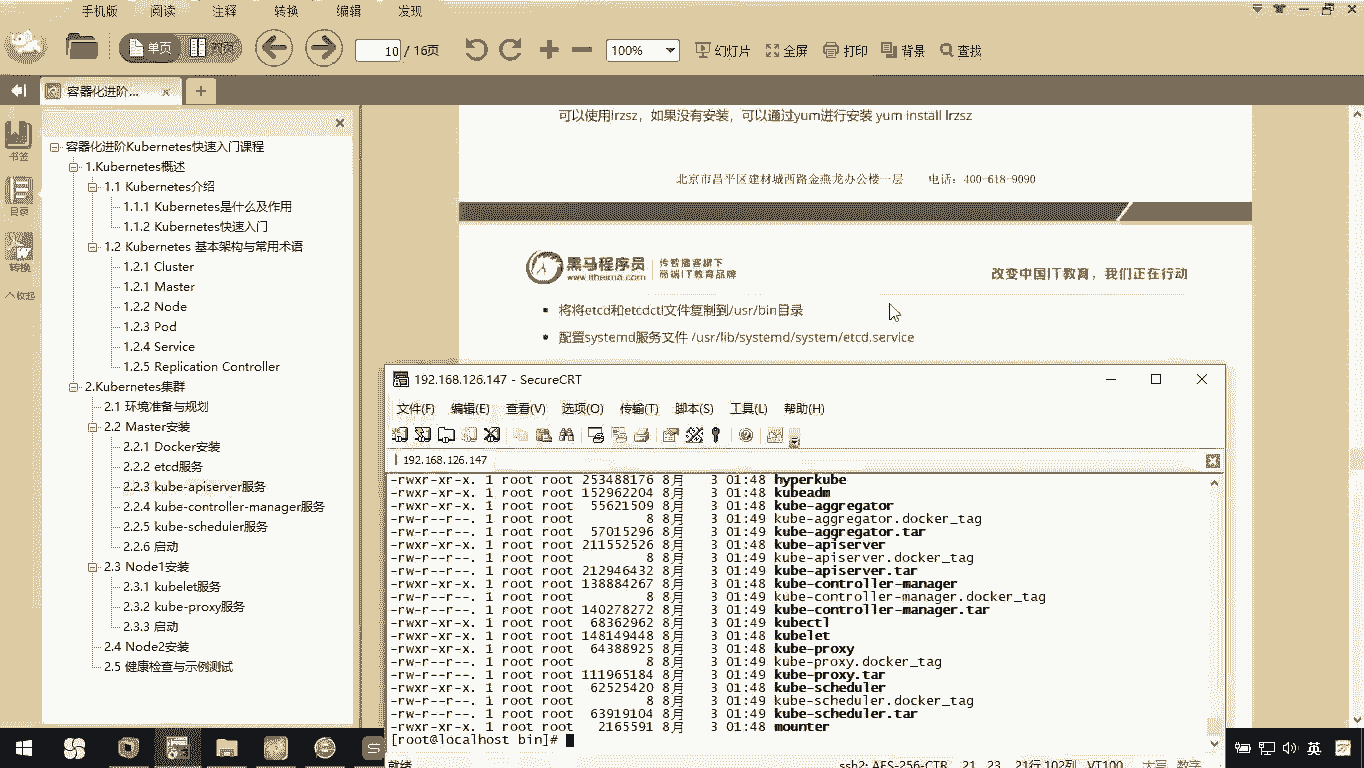 手机版 阅读 注释 转换 编辑 发现
单页 双页 10 / 16页 100% 幻灯片 全屏 打印 背景 查找
容器化进阶...
书签
目录
转换
收起
容器化进阶Kubernetes快速入门课程
1.Kubernetes概述
1.1 Kubernetes介绍
1.1.1 Kubernetes是什么及作用
1.1.2 Kubernetes快速入门
1.2 Kubernetes 基本架构与常用术语
1.2.1 Cluster
1.2.1 Master
1.2.2 Node
1.2.3 Pod
1.2.4 Service
1.2.5 Replication Controller
2.Kubernetes集群
2.1 环境准备与规划
2.2 Master安装
2.2.1 Docker安装
2.2.2 etcd服务
2.2.3 kube-apiserver服务
2.2.4 kube-controller-manager服务
2.2.5 kube-scheduler服务
2.2.6 启动
2.3 Node1安装
2.3.1 kubelet服务
2.3.2 kube-proxy服务
2.3.3 启动
2.4 Node2安装
2.5 健康检查与示例测试
可以使用lrzsz，如果没有安装，可以通过yum进行安装 yum install lrzsz
北京市昌平区建材城西路金燕龙办公楼一层 电话：400-618-9090
黑马程序员
www.itheima.com
传智播客旗下
高端IT教育品牌
改变中国IT教育，我们正在行动
将将etcd和etcdctl文件复制到/usr/bin目录
配置systemd服务文件 /usr/lib/systemd/system/etcd.service
192.168.126.147 - SecureCRT
文件(F) 编辑(E) 查看(V) 选项(O) 传输(T) 脚本(S) 工具(L) 帮助(H)
192.168.126.147
-rwxr-xr-x. 1 root root 253488176 8月 3 01:48 hyperkube
-rwxr-xr-x. 1 root root 152962204 8月 3 01:48 kubeadm
-rwxr-xr-x. 1 root root 55621509 8月 3 01:48 kube-aggregator
-rw-r--r--. 1 root root 8 8月 3 01:49 kube-aggregator.docker_tag
-rw-r--r--. 1 root root 57015296 8月 3 01:49 kube-aggregator.tar
-rwxr-xr-x. 1 root root 211552526 8月 3 01:48 kube-apiserver
-rw-r--r--. 1 root root 8 8月 3 01:49 kube-apiserver.docker_tag
-rw-r--r--. 1 root root 212946432 8月 3 01:49 kube-apiserver.tar
-rwxr-xr-x. 1 root root 138884267 8月 3 01:48 kube-controller-manager
-rw-r--r--. 1 root root 8 8月 3 01:49 kube-controller-manager.docker_tag
-rw-r--r--. 1 root root 140278272 8月 3 01:49 kube-controller-manager.tar
-rwxr-xr-x. 1 root root 68362962 8月 3 01:49 kubectl
-rwxr-xr-x. 1 root root 148149448 8月 3 01:48 kubelet
-rwxr-xr-x. 1 root root 64388925 8月 3 01:48 kube-proxy
-rw-r--r--. 1 root root 8 8月 3 01:49 kube-proxy.docker_tag
-rw-r--r--. 1 root root 111965184 8月 3 01:49 kube-proxy.tar
-rwxr-xr-x. 1 root root 62525420 8月 3 01:48 kube-scheduler
-rw-r--r--. 1 root root 8 8月 3 01:49 kube-scheduler.docker_tag
-rw-r--r--. 1 root root 63919104 8月 3 01:49 kube-scheduler.tar
-rwxr-xr-x. 1 root root 2165591 8月 3 01:48 mounter
[root@localhost bin]#
就绪 ssh2: AES-256-CTR 21, 23 21行,102列 VT100 大写 数字
英